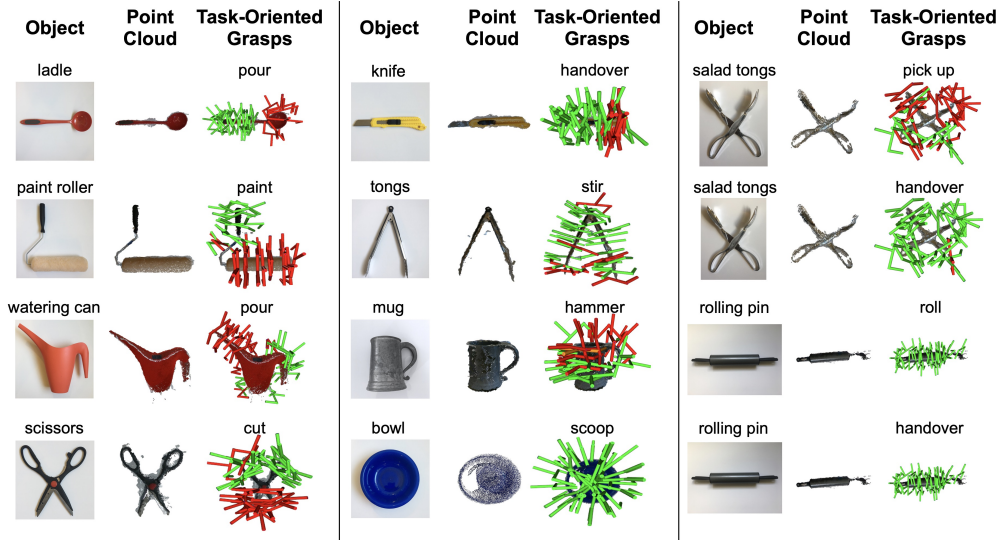 Object
Point
Cloud
Task-Oriented
Grasps
ladle
pour
paint roller
paint
watering can
pour
scissors
cut
Object
Point
Cloud
Task-Oriented
Grasps
knife
handover
tongs
stir
mug
hammer
bowl
scoop
Object
Point
Cloud
Task-Oriented
Grasps
salad tongs
pick up
salad tongs
handover
rolling pin
roll
rolling pin
handover